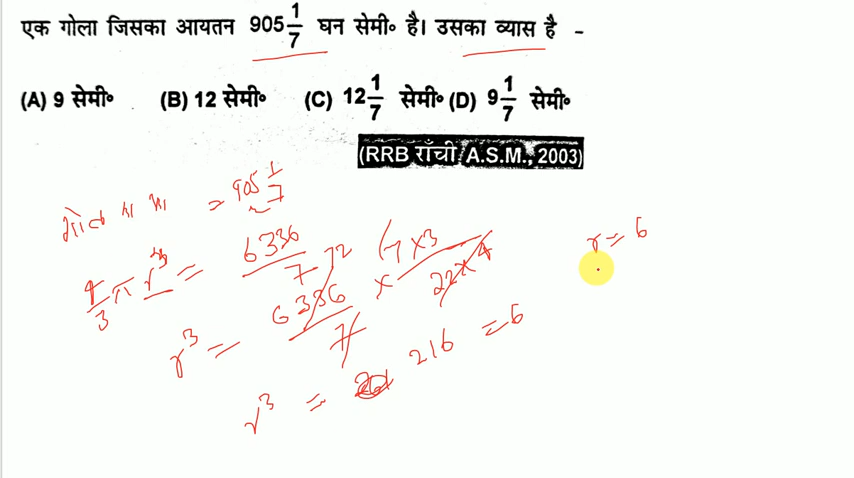 एक गोला जिसका आयतन 905 1/7 घन सेमी॰ है। उसका व्यास है -
(A) 9 सेमी॰ (B) 12 सेमी॰ (C) 12 1/7 सेमी॰ (D) 9 1/7 सेमी॰
(RRB राँची A.S.M., 2003)
= 905 1/7
4/3 π r³ = 6336/7
r³ = 6336/7 × 7×3/22×4
r³ = 216 = 6
r = 6